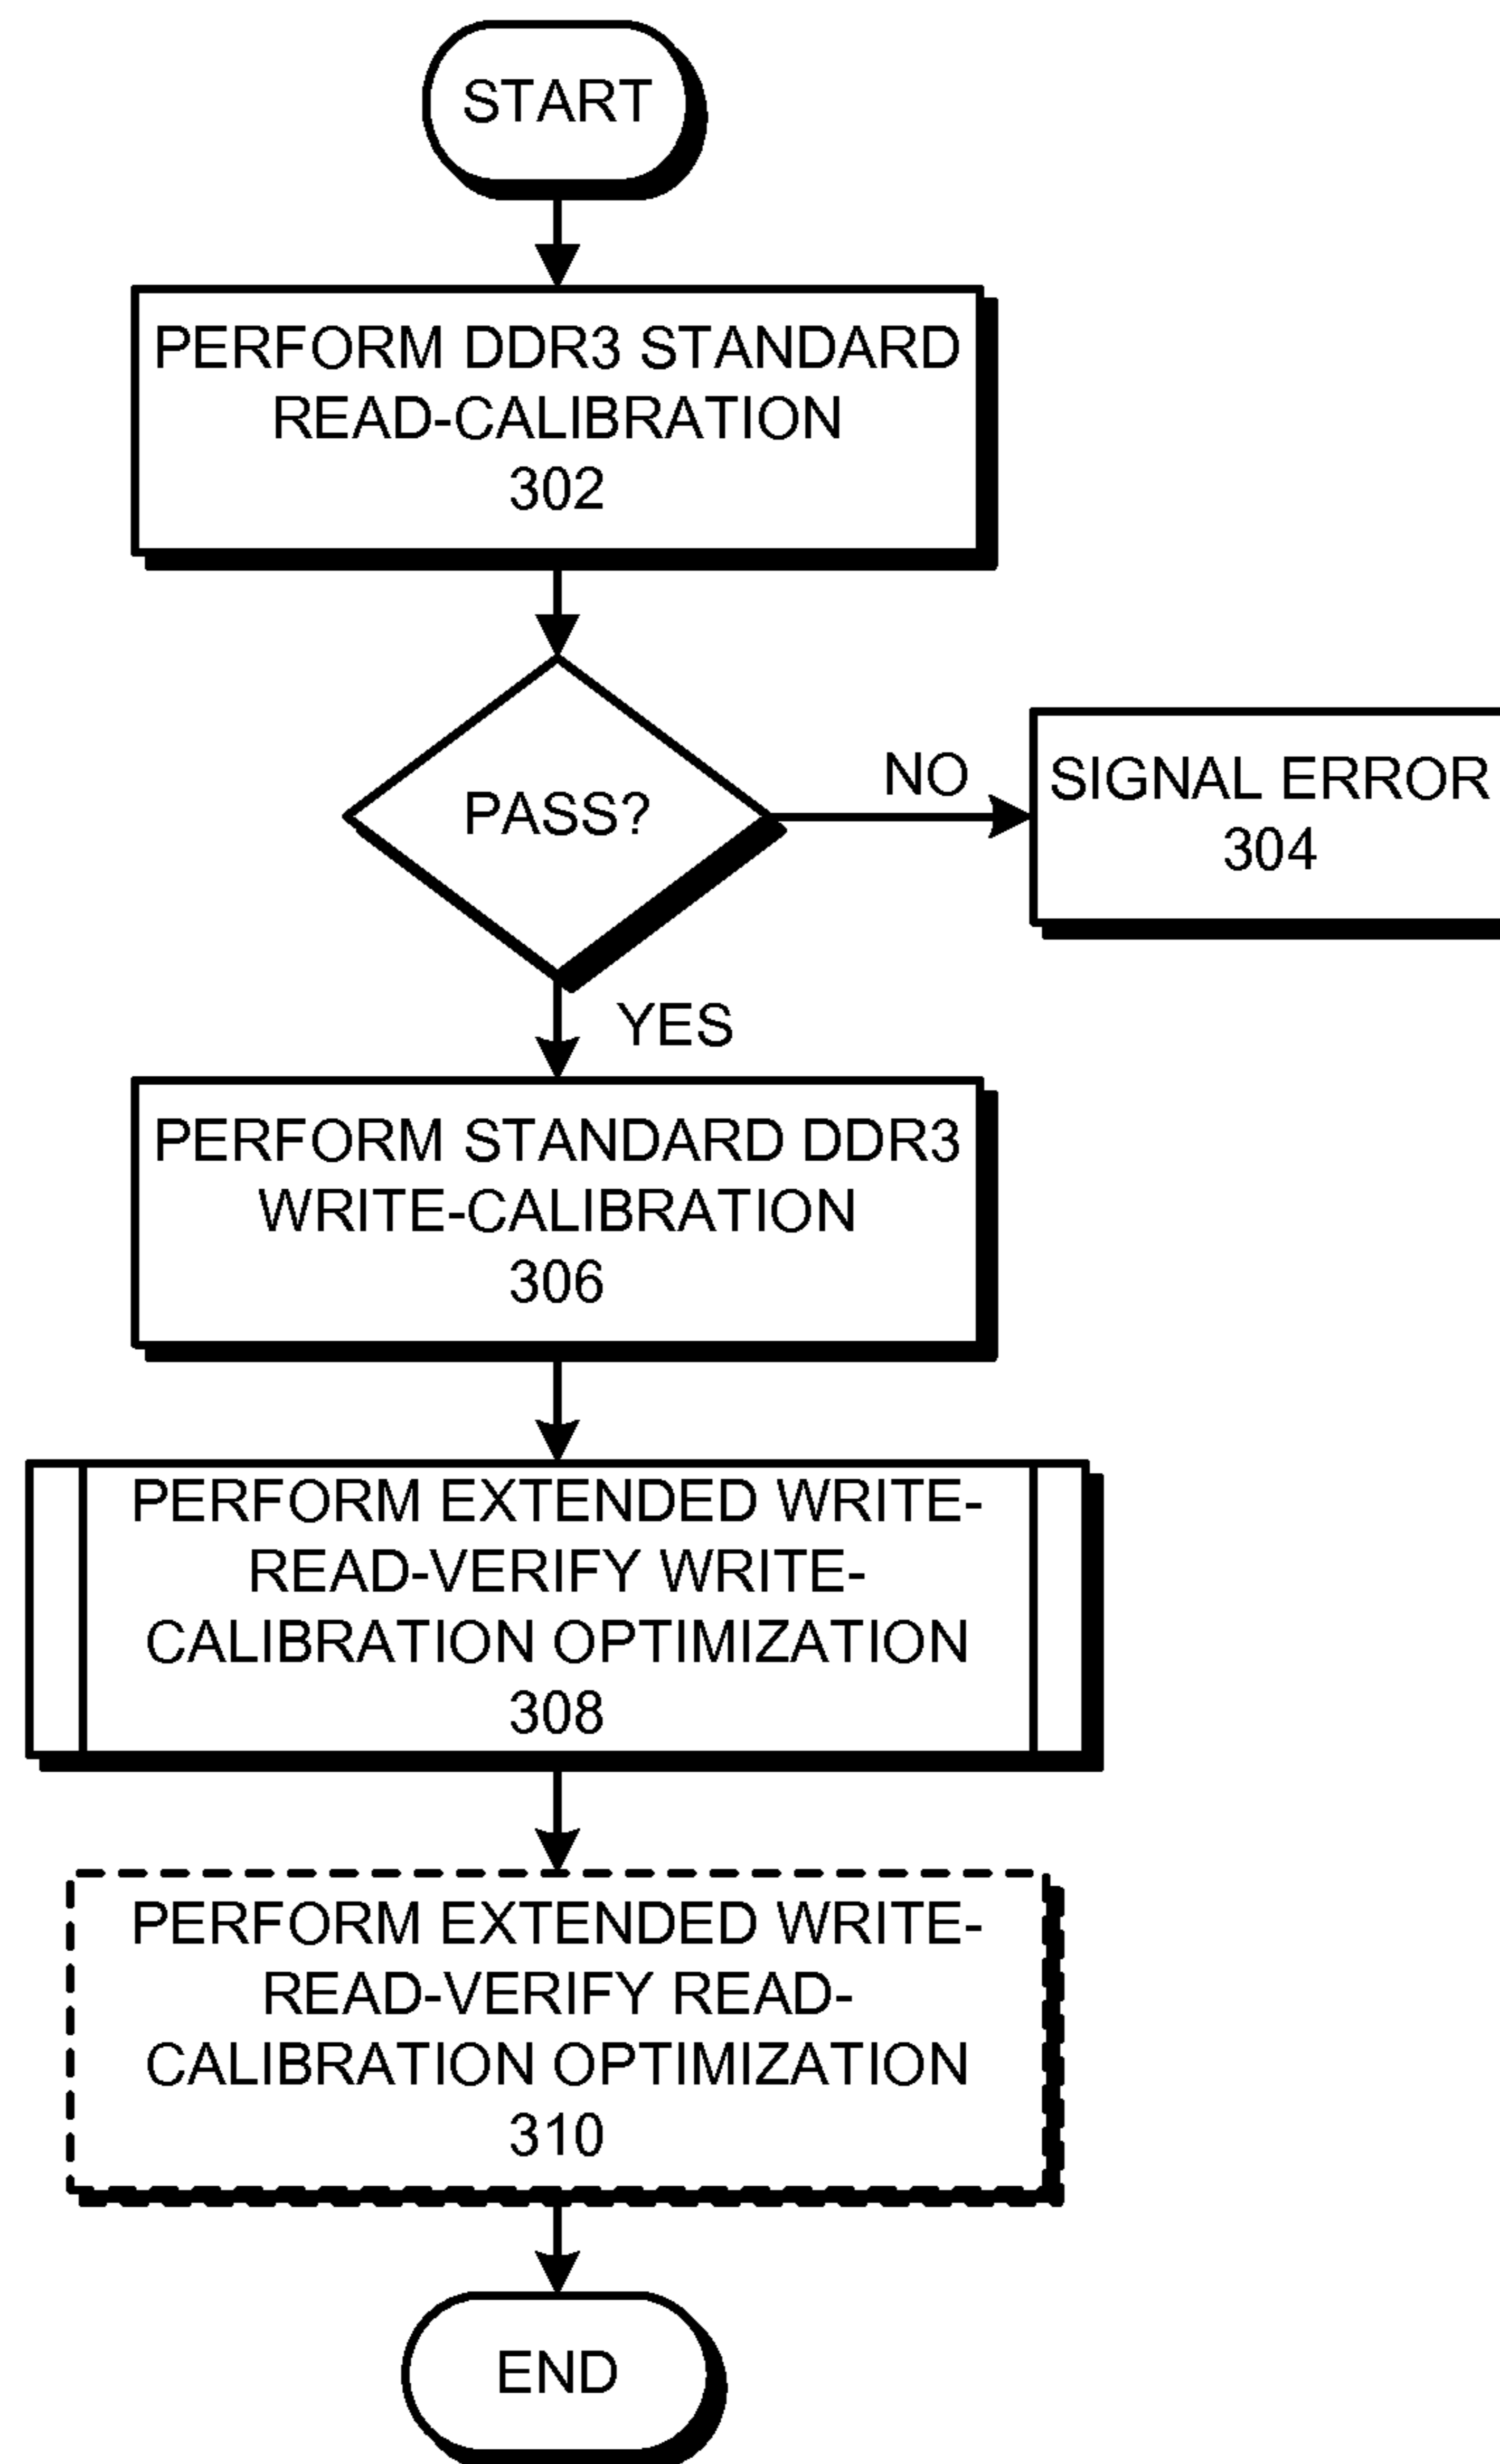 START
PERFORM DDR3 STANDARD
READ-CALIBRATION
302
PASS?
NO
SIGNAL ERROR
304
YES
PERFORM STANDARD DDR3
WRITE-CALIBRATION
306
PERFORM EXTENDED WRITE-
READ-VERIFY WRITE-
CALIBRATION OPTIMIZATION
308
PERFORM EXTENDED WRITE-
READ-VERIFY READ-
CALIBRATION OPTIMIZATION
310
END